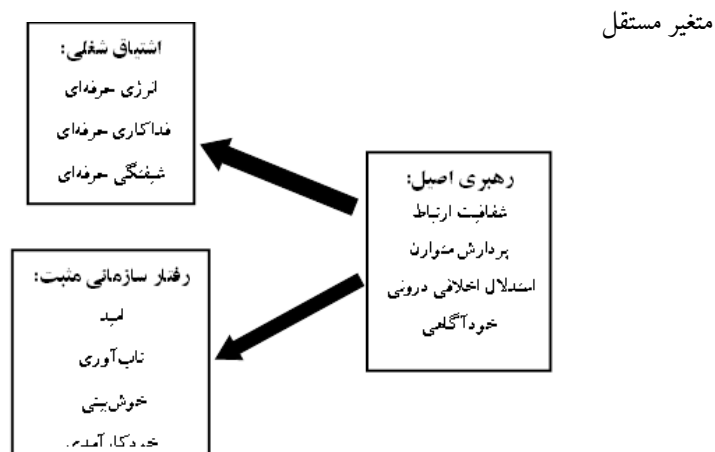 متغیر مستقل
رهبری اصیل:
شفافیت ارتباط
پردازش متوازن
استدلال اخلاقی درونی
خودآگاهی
اشتیاق شغلی:
انرژی حرفه‌ای
فداکاری حرفه‌ای
شیفتگی حرفه‌ای
رفتار سازمانی مثبت:
امید
تاب‌آوری
خوش‌بینی
خودکارآمدی